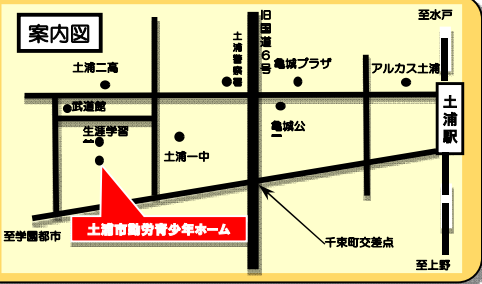 案内図
旧国道6号
至水戸
土浦警察署
土浦二高
亀城プラザ
アルカス土浦
武道館
土浦駅
生涯学習
亀城公
土浦一中
土浦市勤労青少年ホーム
至学園都市
千束町交差点
至上野